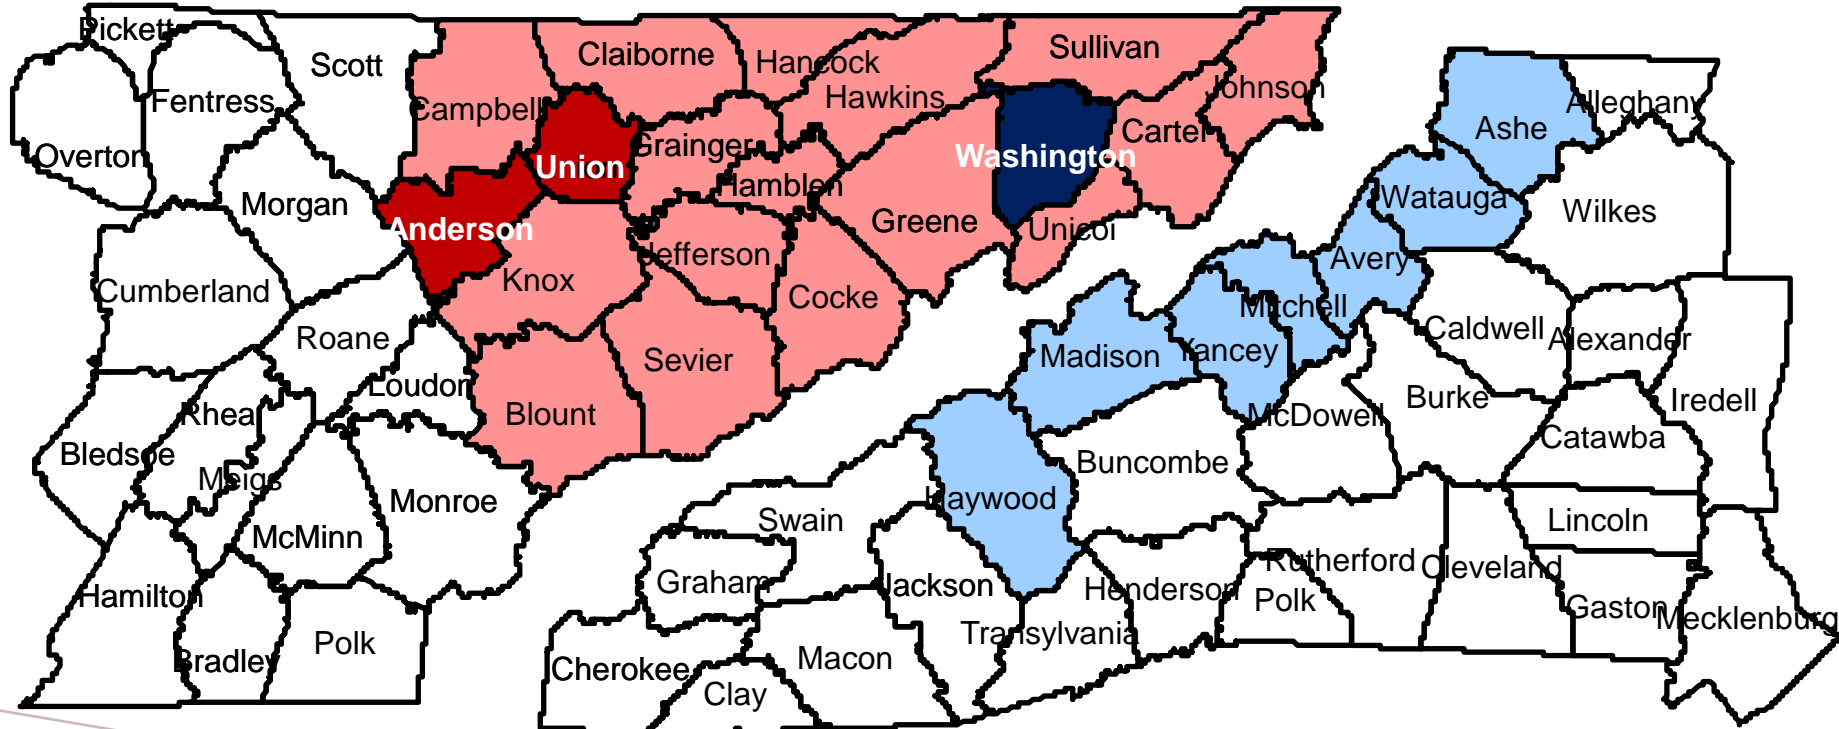 Pickett
Scott
Claiborne
Hancock
Sullivan
Fentress
Campbell
Hawkins
Johnson
Alleghany
Overton
Union
Grainger
Washington
Carter
Ashe
Morgan
Hamblen
Watauga
Wilkes
Anderson
Greene
Unicoi
Cumberland
Knox
Jefferson
Cocke
Avery
Roane
Sevier
Madison
Yancey
Mitchell
Caldwell
Alexander
Loudon
Blount
McDowell
Burke
Iredell
Rhea
Bledsoe
Meigs
Monroe
Haywood
Buncombe
Catawba
McMinn
Swain
Lincoln
Hamilton
Graham
Jackson
Henderson
Rutherford
Cleveland
Polk
Gaston
Mecklenburg
Bradley
Polk
Cherokee
Clay
Macon
Transylvania